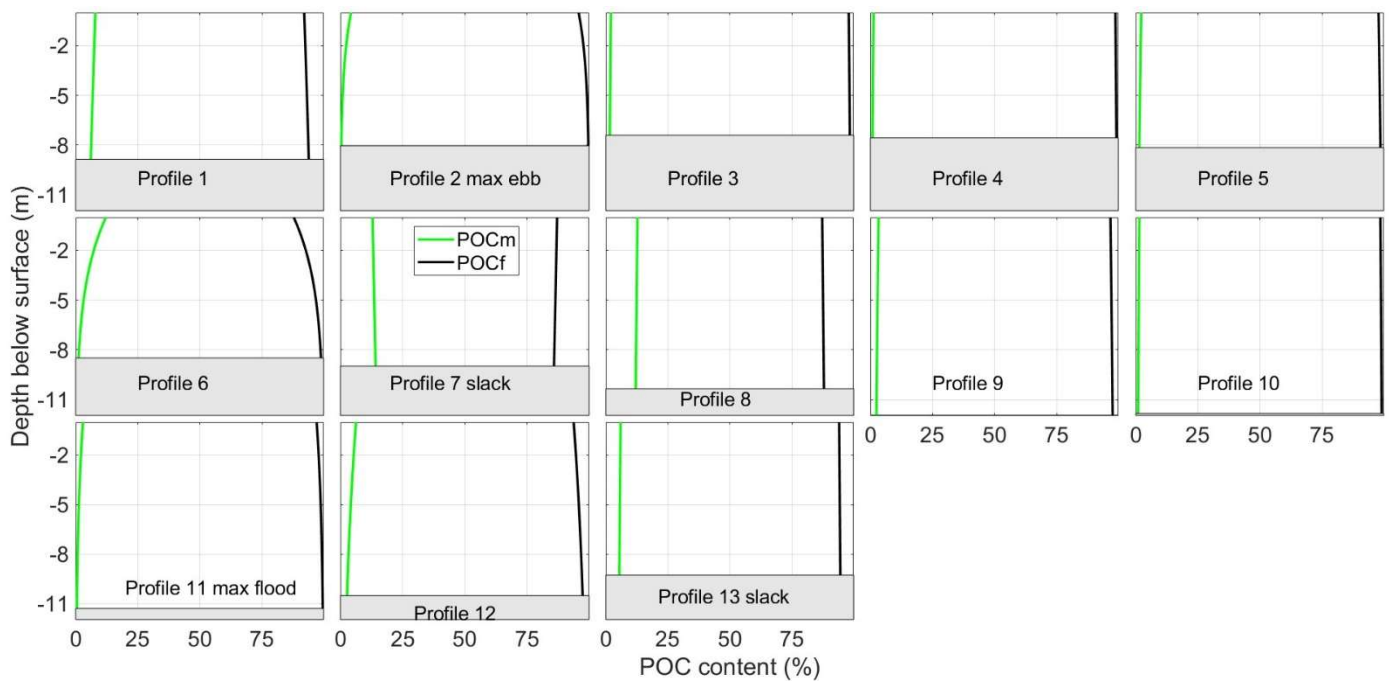 -2
-5
-8
-11
Profile 1
Profile 2 max ebb
Profile 3
Profile 4
Profile 5
-2
-5
-8
-11
POCm
POCf
Profile 6
Profile 7 slack
Profile 8
Profile 9
Profile 10
0 25 50 75
0 25 50 75
Depth below surface (m)
-2
-5
-8
-11
Profile 11 max flood
Profile 12
Profile 13 slack
0 25 50 75
0 25 50 75
0 25 50 75
POC content (%)